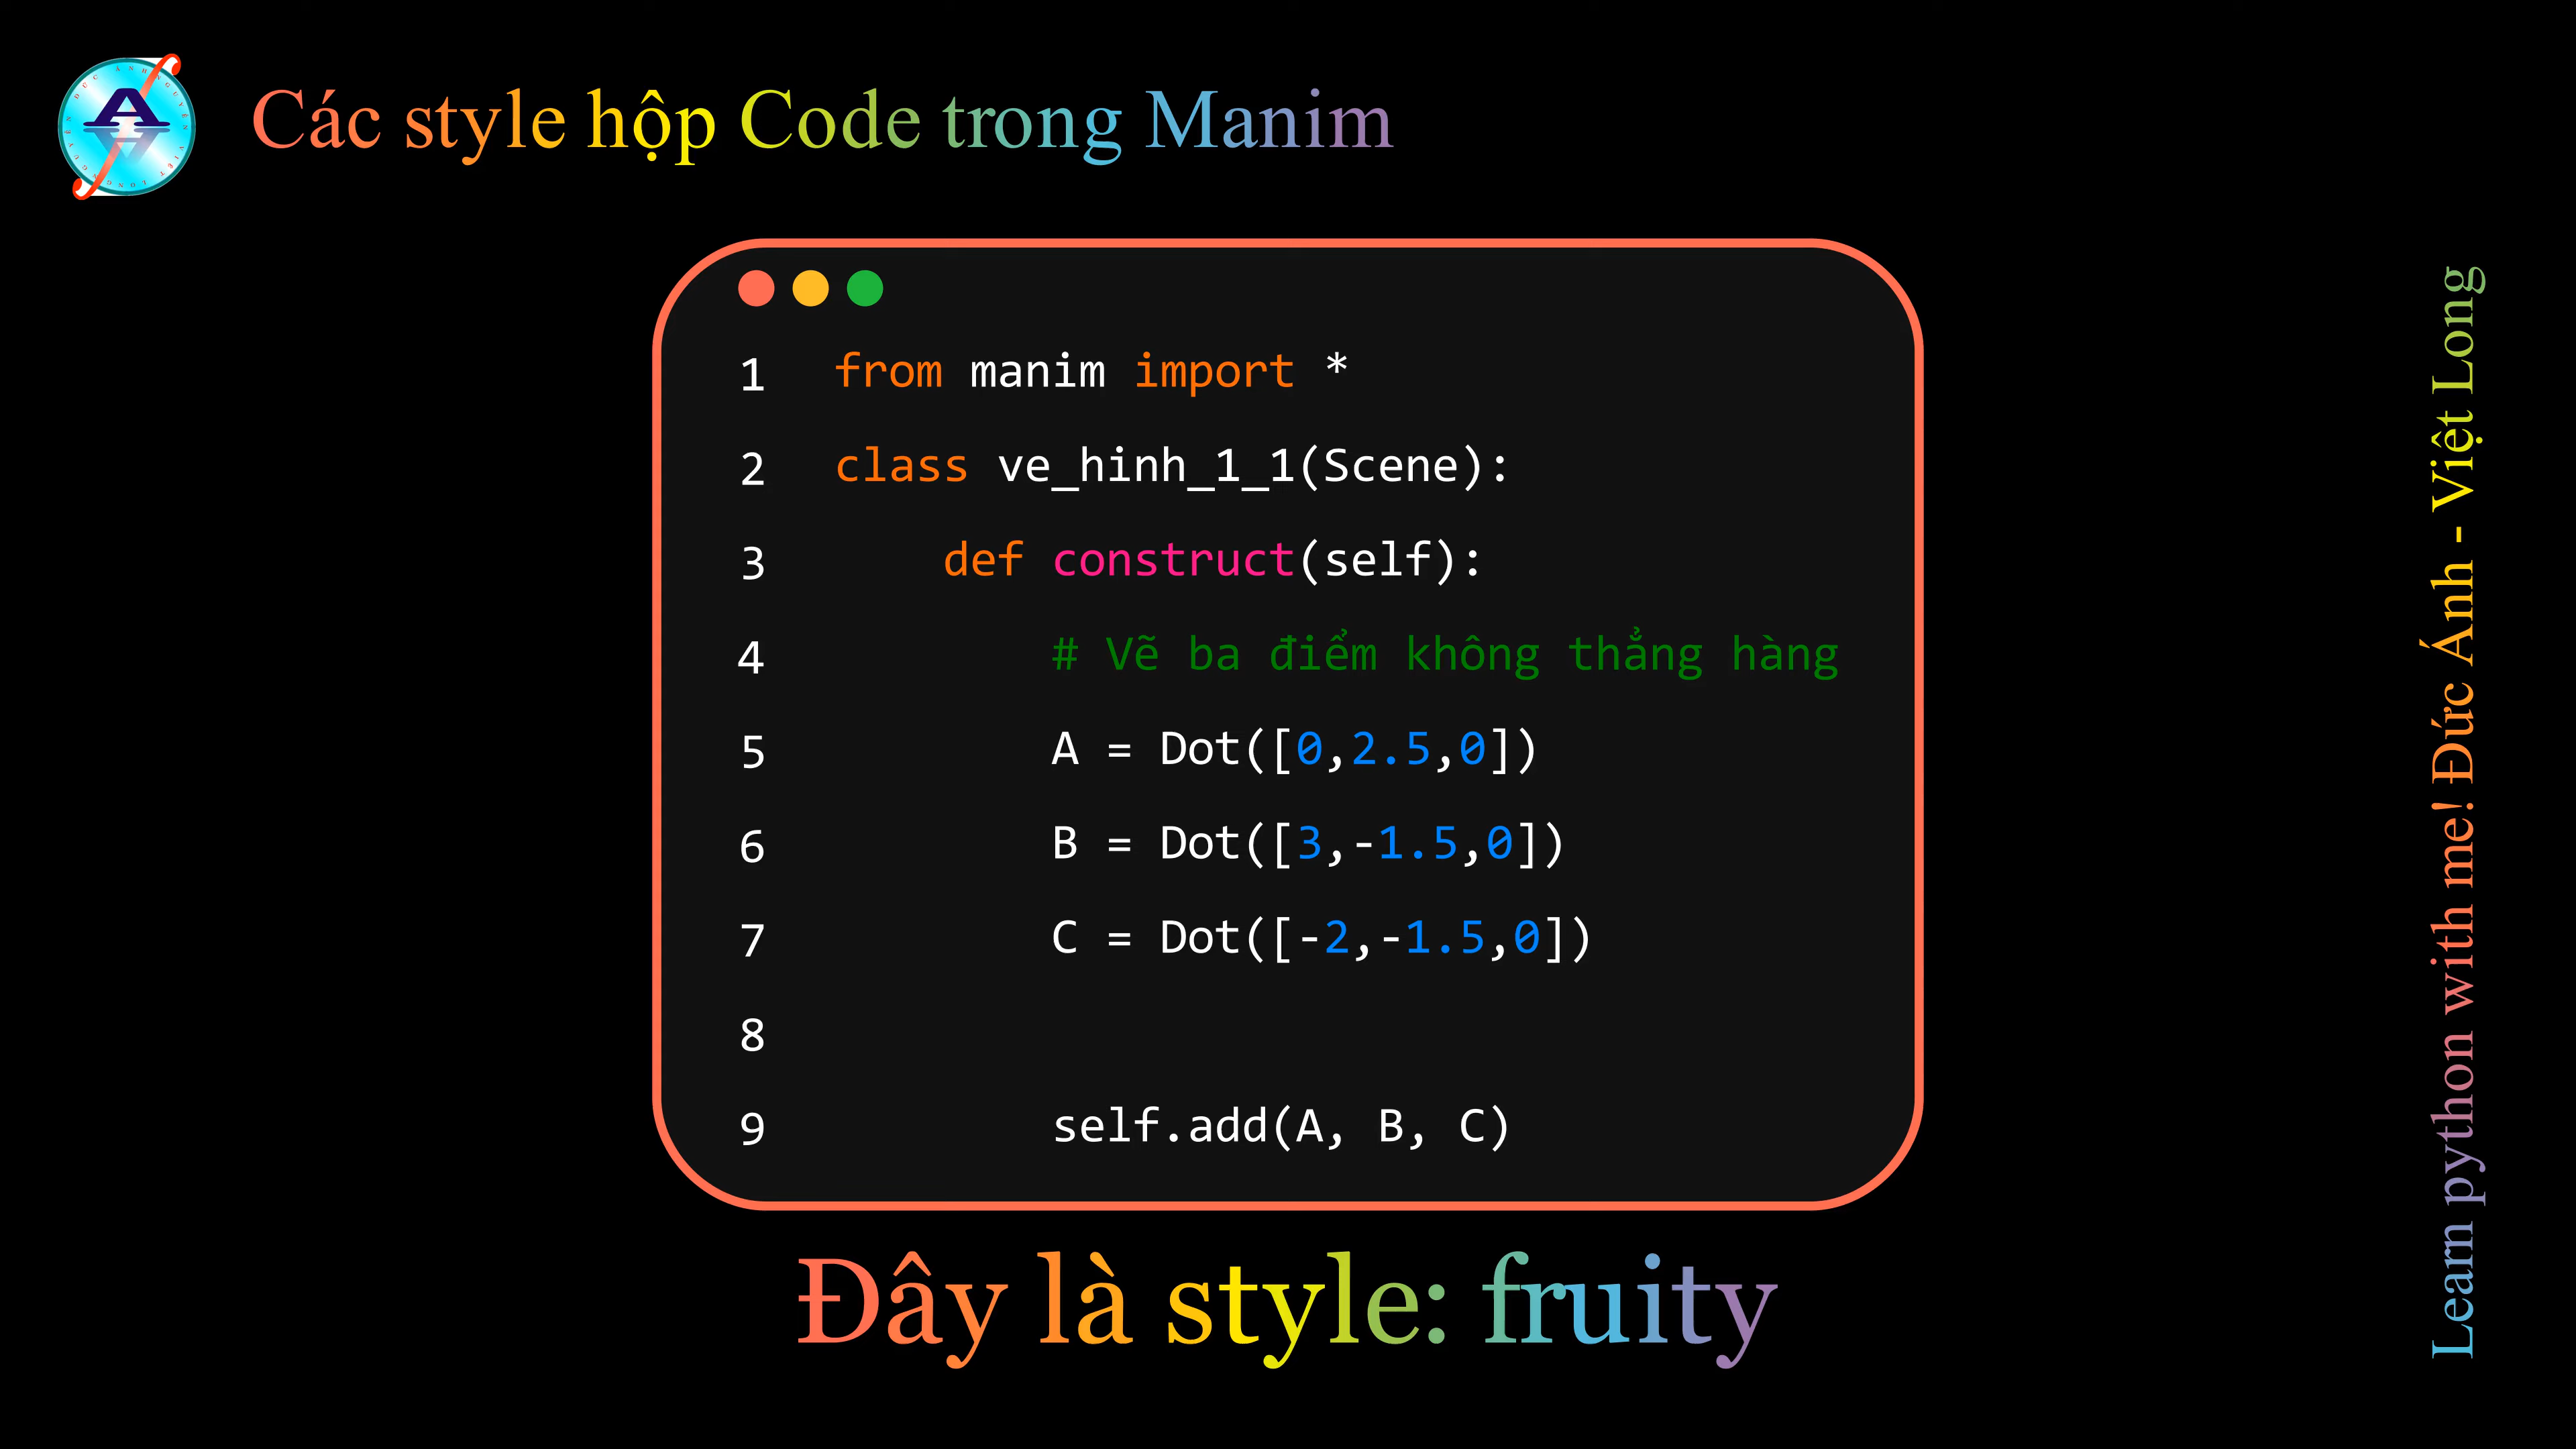 Các style hộp Code trong Manim
1 from manim import *
2 class ve_hinh_1_1(Scene):
3     def construct(self):
4         # Vẽ ba điểm không thẳng hàng
5         A = Dot([0,2.5,0])
6         B = Dot([3,-1.5,0])
7         C = Dot([-2,-1.5,0])
8
9         self.add(A, B, C)
Đây là style: fruity
Learn python with me! Đức Ánh - Việt Long